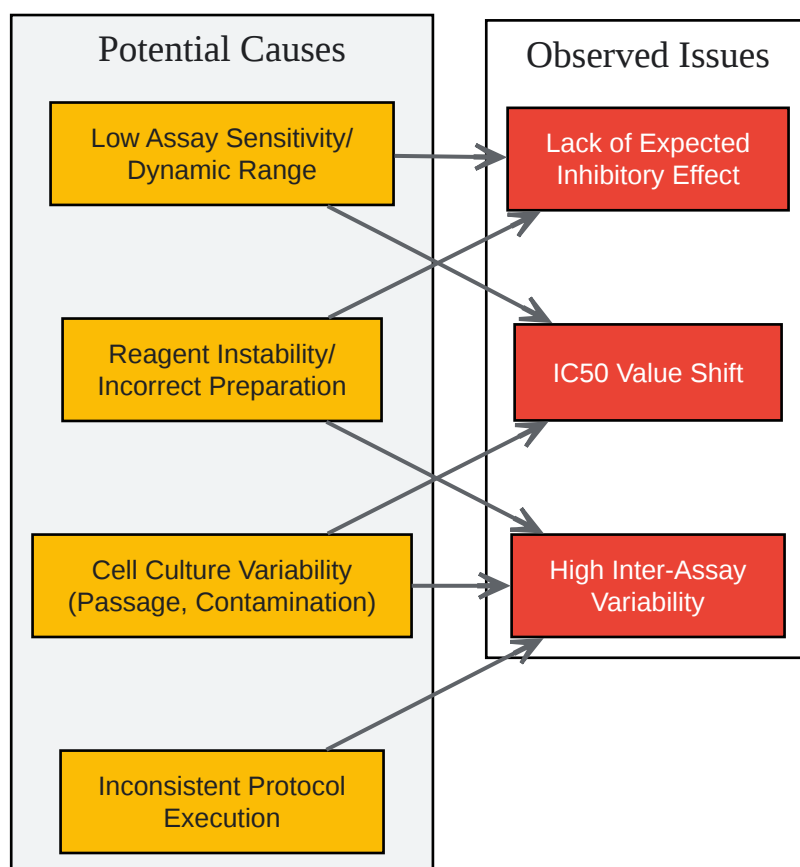 Potential Causes
Low Assay Sensitivity/
Dynamic Range
Reagent Instability/
Incorrect Preparation
Cell Culture Variability
(Passage, Contamination)
Inconsistent Protocol
Execution
Observed Issues
Lack of Expected
Inhibitory Effect
IC50 Value Shift
High Inter-Assay
Variability